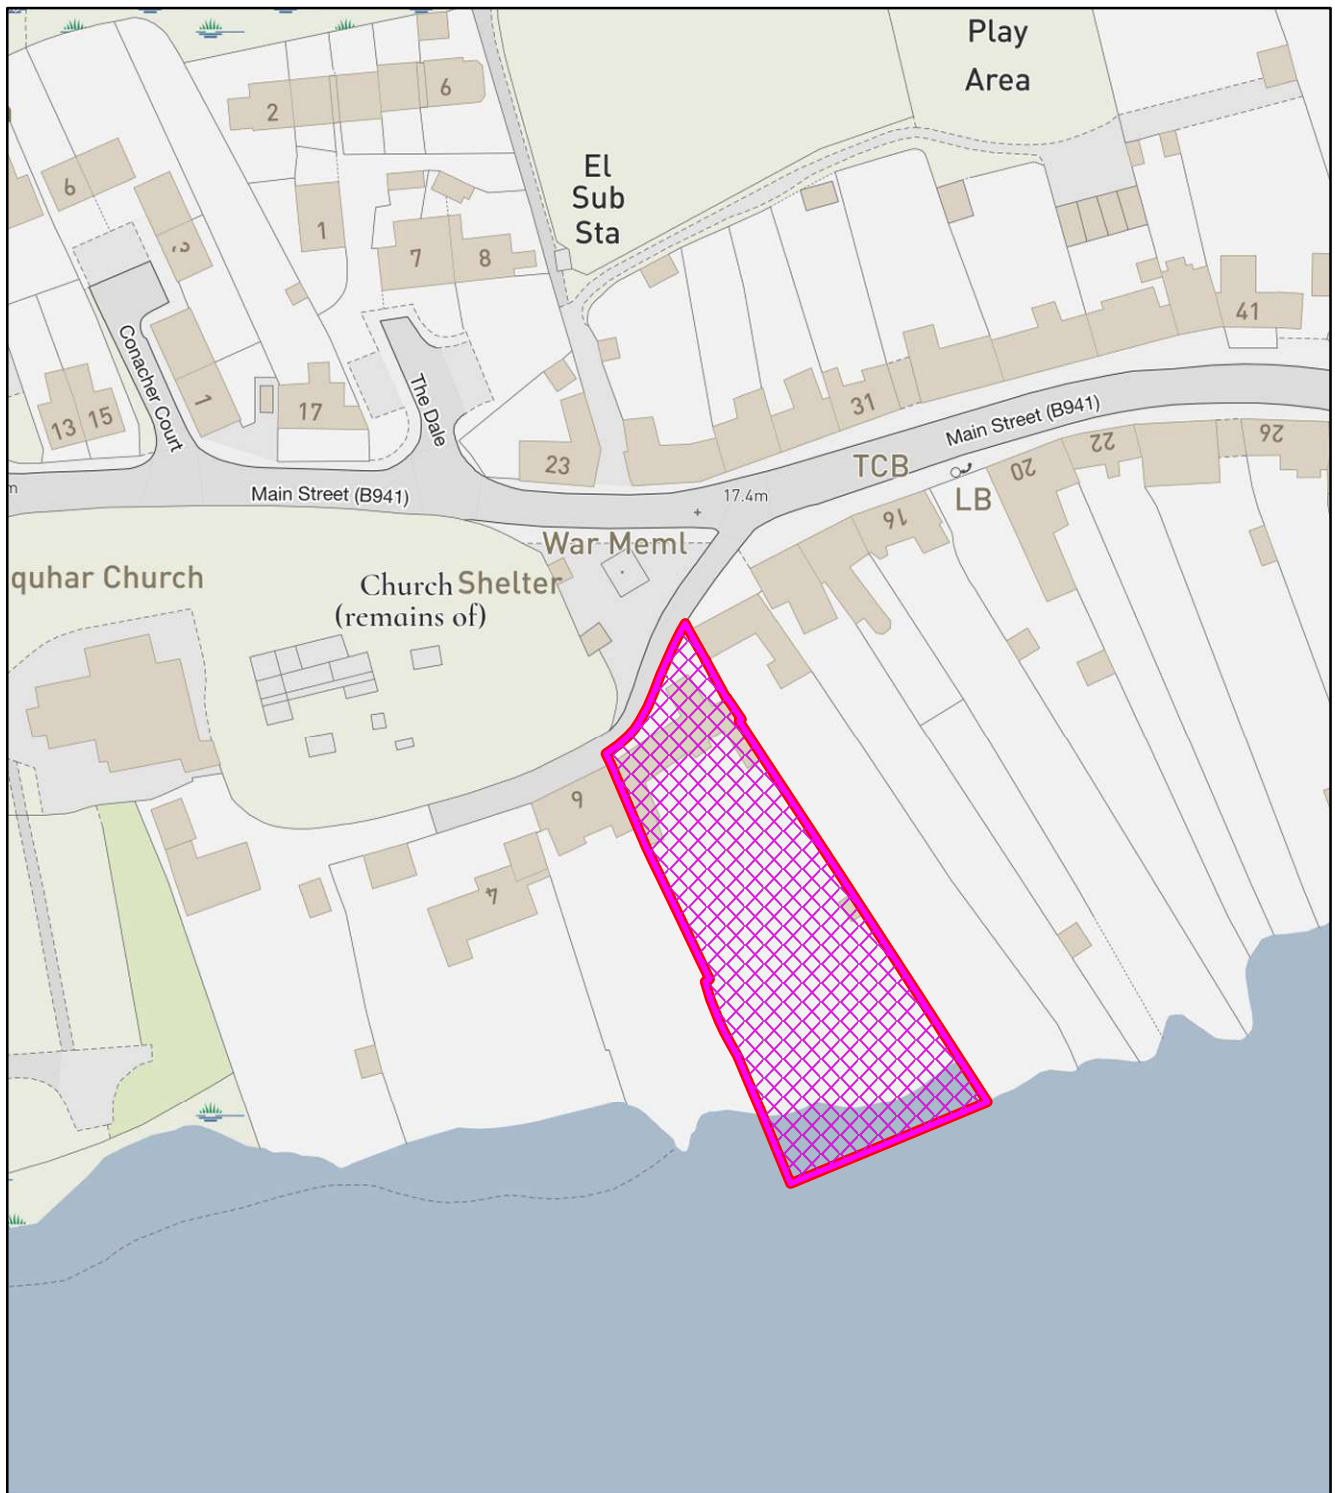 Play
Area
El
Sub
Sta
2
6
6
3
1
7
8
41
Conacher Court
The Dale
1
17
13
15
31
Main Street (B941)
23
TCB
22
26
20
LB
16
m
Main Street (B941)
17.4m
War Meml
quhar Church
Church
Shelter
(remains of)
9
4